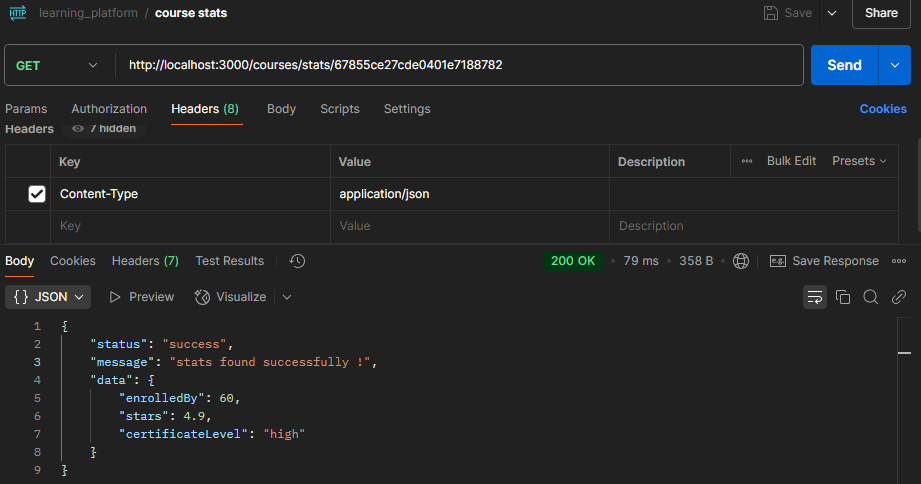 HTTP learning_platform / course stats Save Share
GET http://localhost:3000/courses/stats/67855ce27cde0401e7188782 Send
Params Authorization Headers (8) Body Scripts Settings Cookies
Headers 7 hidden
Key Value Description Bulk Edit Presets
Content-Type application/json
Key Value Description
Body Cookies Headers (7) Test Results 200 OK • 79 ms • 358 B • e.g. Save Response
{} JSON Preview Visualize
1 {
2 "status": "success",
3 "message": "stats found successfully !",
4 "data": {
5 "enrolledBy": 60,
6 "stars": 4.9,
7 "certificateLevel": "high"
8 }
9 }